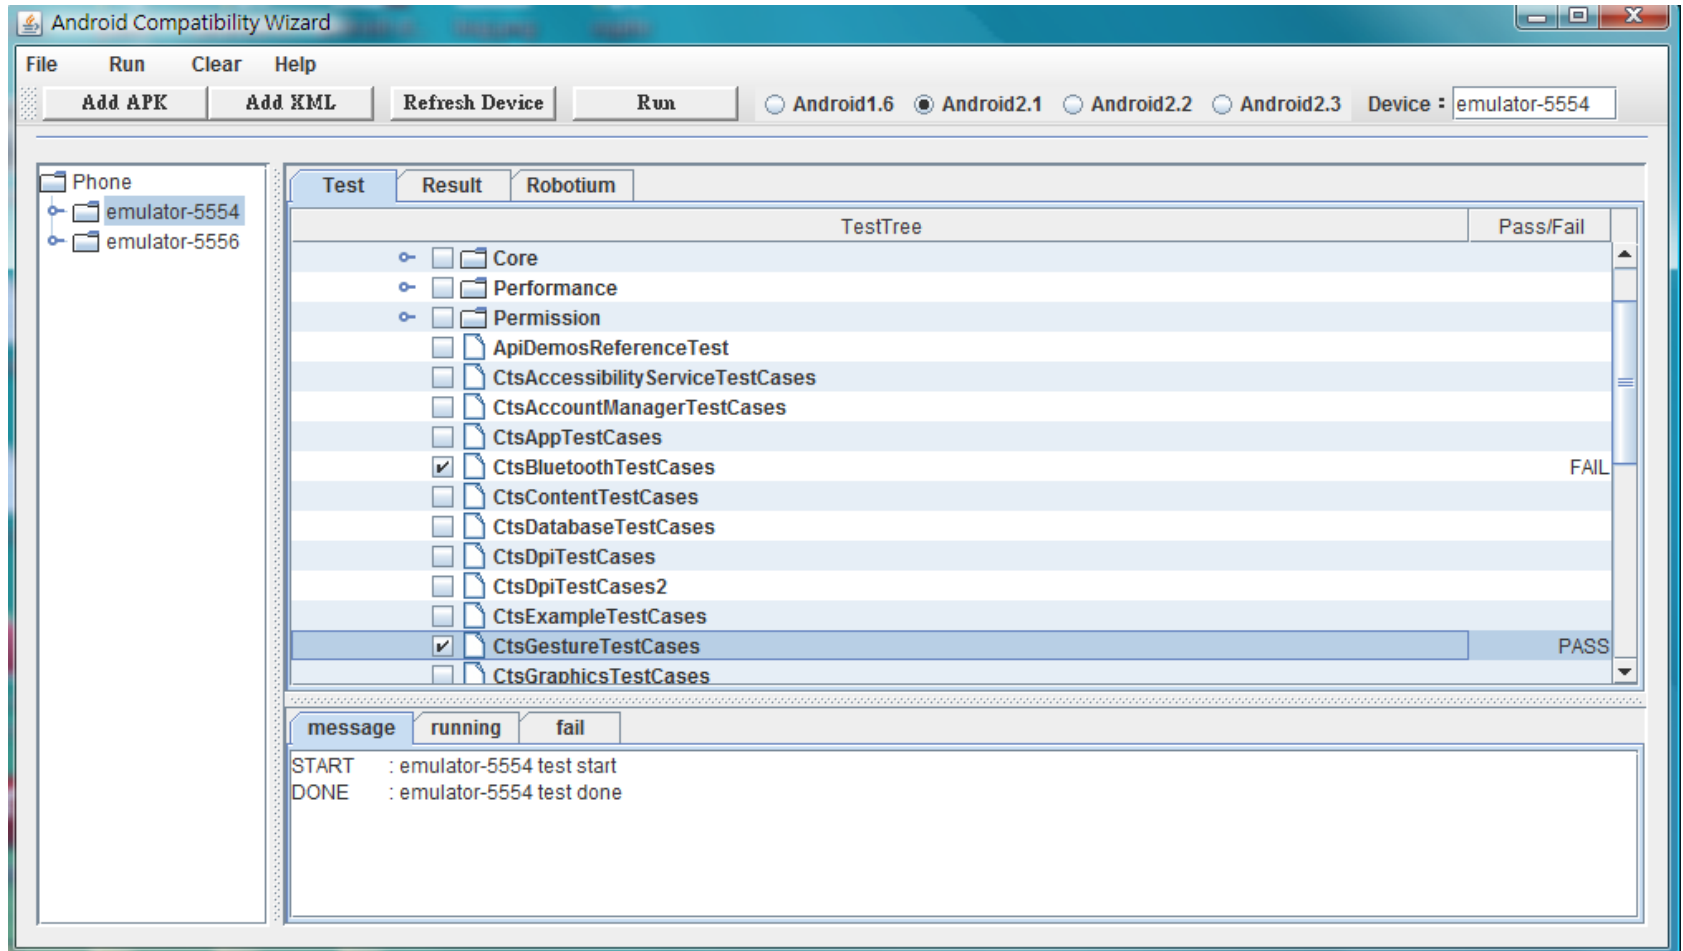 Android Compatibility Wizard
File Run Clear Help
Add APK Add XML Refresh Device Run Android1.6 Android2.1 Android2.2 Android2.3 Device : emulator-5554
Phone
emulator-5554
emulator-5556
Test Result Robotium
TestTree Pass/Fail
Core
Performance
Permission
ApiDemosReferenceTest
CtsAccessibilityServiceTestCases
CtsAccountManagerTestCases
CtsAppTestCases
CtsBluetoothTestCases FAIL
CtsContentTestCases
CtsDatabaseTestCases
CtsDpiTestCases
CtsDpiTestCases2
CtsExampleTestCases
CtsGestureTestCases PASS
CtsGraphicsTestCases
message running fail
START : emulator-5554 test start
DONE : emulator-5554 test done